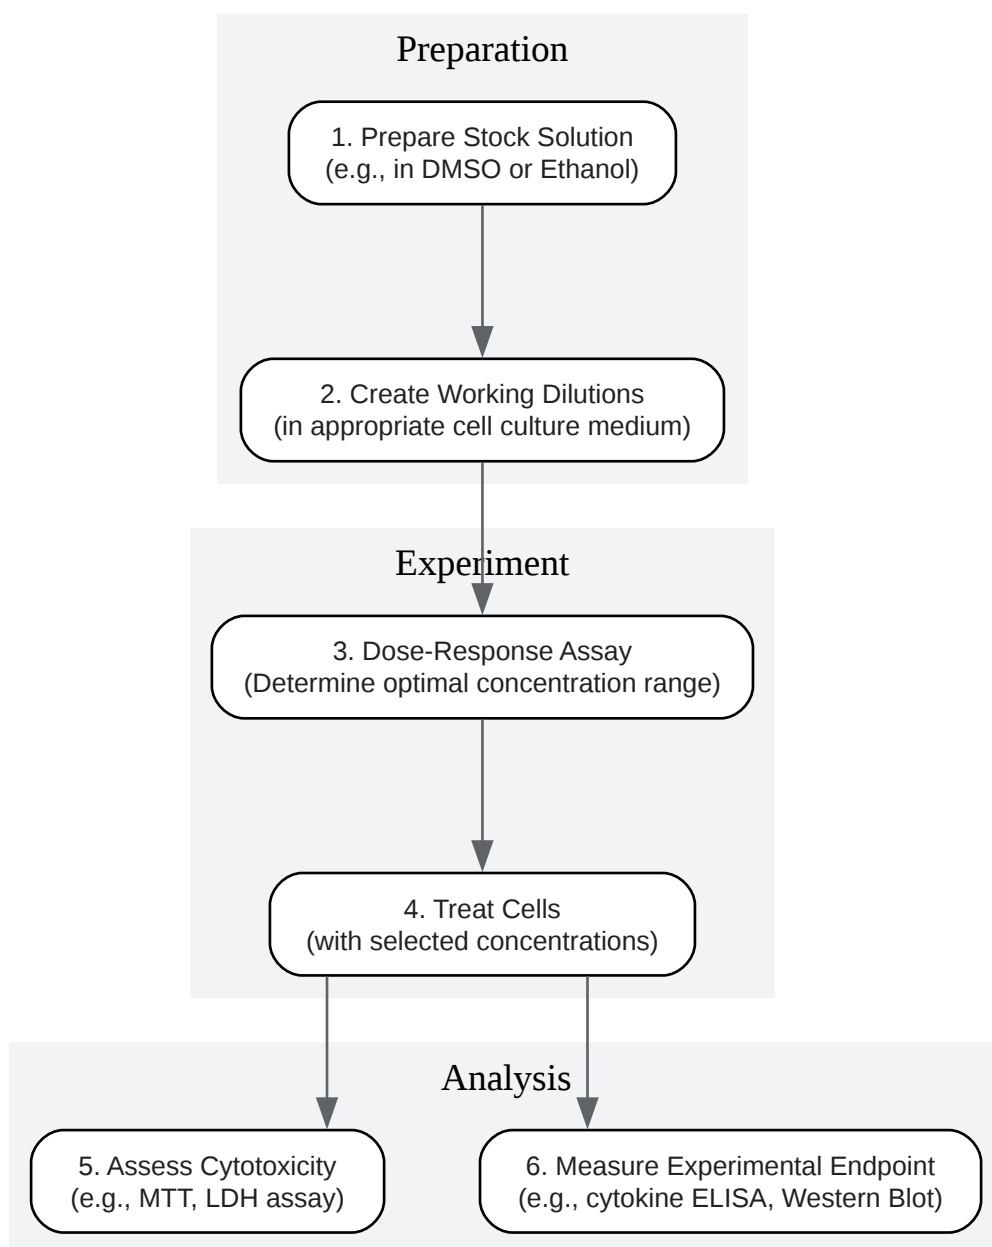 Preparation
1. Prepare Stock Solution
(e.g., in DMSO or Ethanol)
2. Create Working Dilutions
(in appropriate cell culture medium)
Experiment
3. Dose-Response Assay
(Determine optimal concentration range)
4. Treat Cells
(with selected concentrations)
Analysis
5. Assess Cytotoxicity
(e.g., MTT, LDH assay)
6. Measure Experimental Endpoint
(e.g., cytokine ELISA, Western Blot)